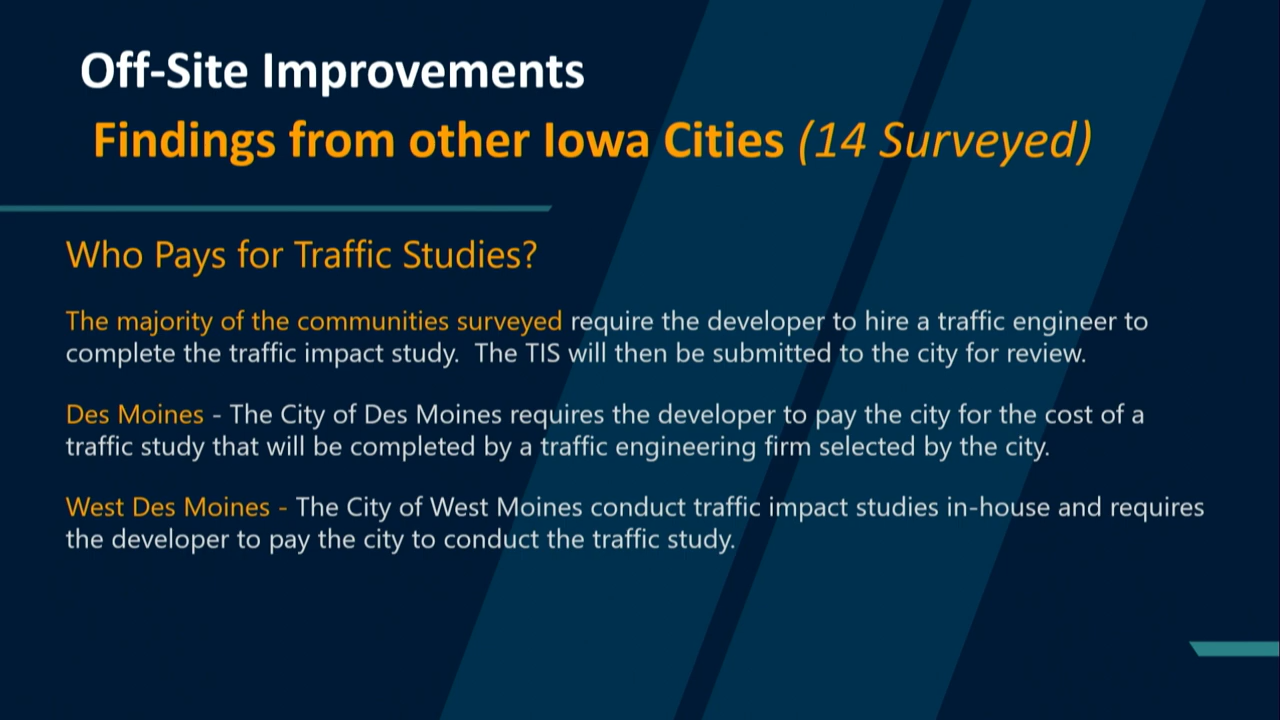 Off-Site Improvements
Findings from other Iowa Cities (14 Surveyed)
Who Pays for Traffic Studies?
The majority of the communities surveyed require the developer to hire a traffic engineer to
complete the traffic impact study.  The TIS will then be submitted to the city for review.
Des Moines - The City of Des Moines requires the developer to pay the city for the cost of a
traffic study that will be completed by a traffic engineering firm selected by the city.
West Des Moines - The City of West Moines conduct traffic impact studies in-house and requires
the developer to pay the city to conduct the traffic study.